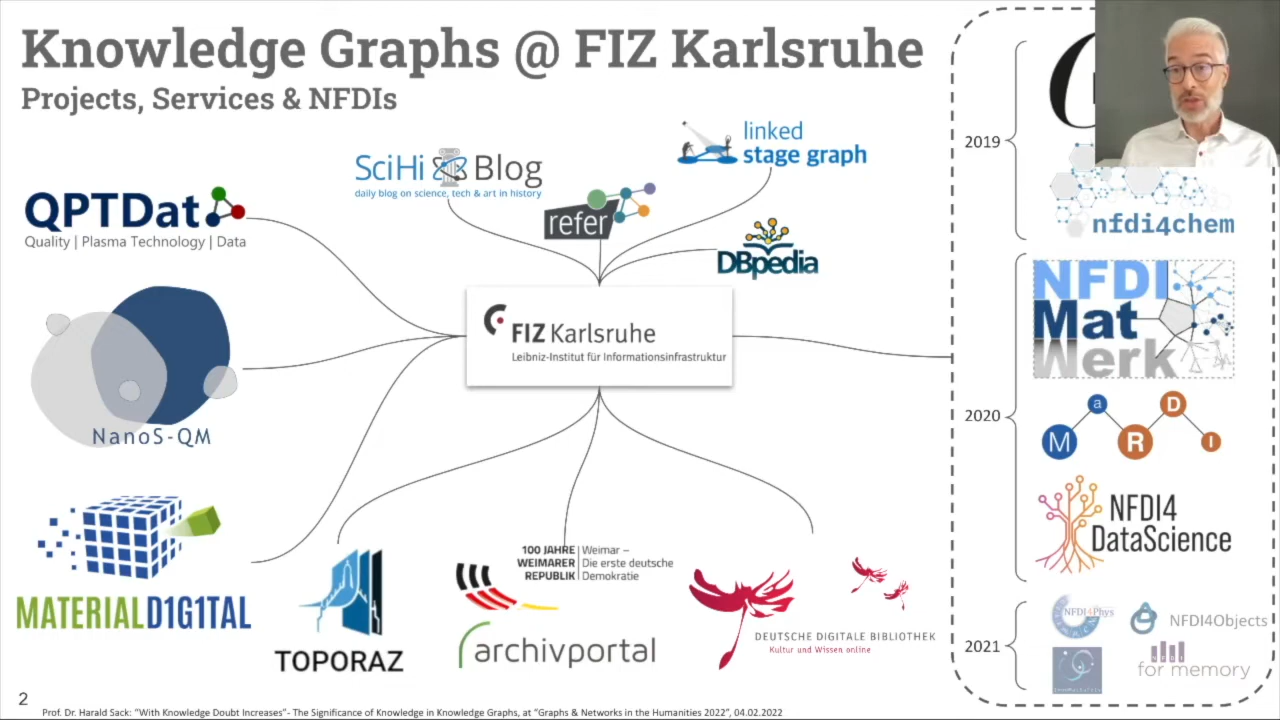 Knowledge Graphs @ FIZ Karlsruhe
Projects, Services & NFDIs
linked
stage graph
SciHi Blog
daily blog on science, tech & art in history
refer
DBpedia
QPTDat
Quality | Plasma Technology | Data
FIZ Karlsruhe
Leibniz-Institut für Informationsinfrastruktur
NanoS-QM
MATERIALD1G1TAL
TOPORAZ
100 JAHRE
WEIMARER
REPUBLIK
Weimar –
Die erste deutsche
Demokratie
archivportal
DEUTSCHE DIGITALE BIBLIOTHEK
Kultur und Wissen online
2019
nfdi4chem
2020
NFDI
Mat
Werk
M a R D I
NFDI4
DataScience
2021
NFDI4Phys
NFDI4Objects
for memory
2
Prof. Dr. Harald Sack: “With Knowledge Doubt Increases”- The Significance of Knowledge in Knowledge Graphs, at “Graphs & Networks in the Humanities 2022”, 04.02.2022